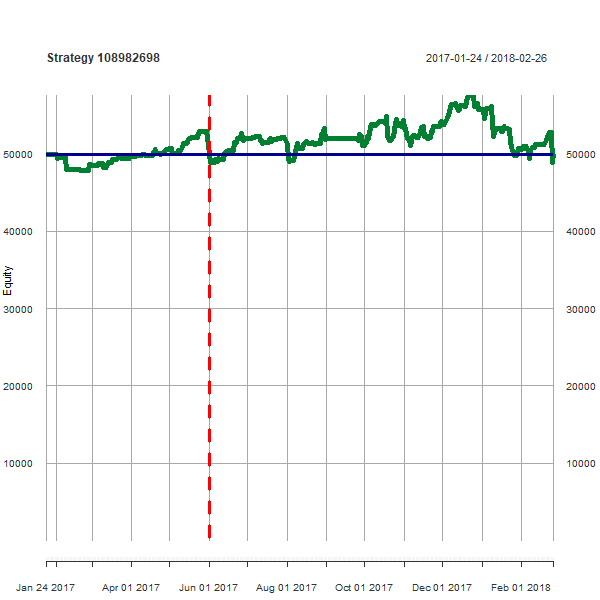 Strategy 108982698
2017-01-24 / 2018-02-26
50000
50000
40000
40000
Equity
30000
30000
20000
20000
10000
10000
Jan 24 2017
Apr 01 2017
Jun 01 2017
Aug 01 2017
Oct 01 2017
Dec 01 2017
Feb 01 2018